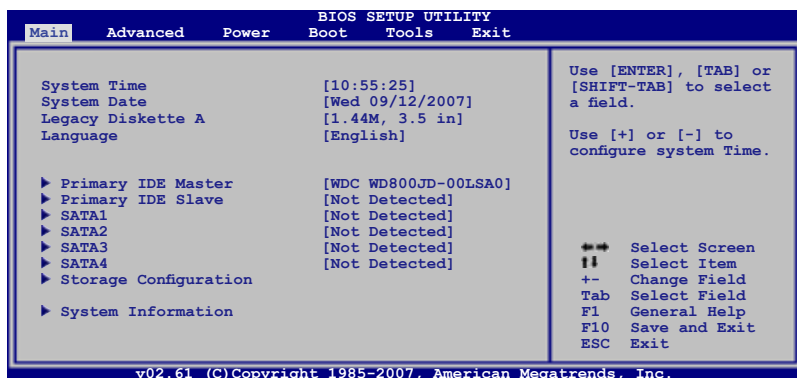 BIOS SETUP UTILITY
Main Advanced Power Boot Tools Exit
System Time [10:55:25]
System Date [Wed 09/12/2007]
Legacy Diskette A [1.44M, 3.5 in]
Language [English]
Primary IDE Master [WDC WD800JD-00LSA0]
Primary IDE Slave [Not Detected]
SATA1 [Not Detected]
SATA2 [Not Detected]
SATA3 [Not Detected]
SATA4 [Not Detected]
Storage Configuration
System Information
Use [ENTER], [TAB] or
[SHIFT-TAB] to select
a field.
Use [+] or [-] to
configure system Time.
Select Screen
Select Item
+- Change Field
Tab Select Field
F1 General Help
F10 Save and Exit
ESC Exit
v02.61 (C)Copyright 1985-2007, American Megatrends, Inc.